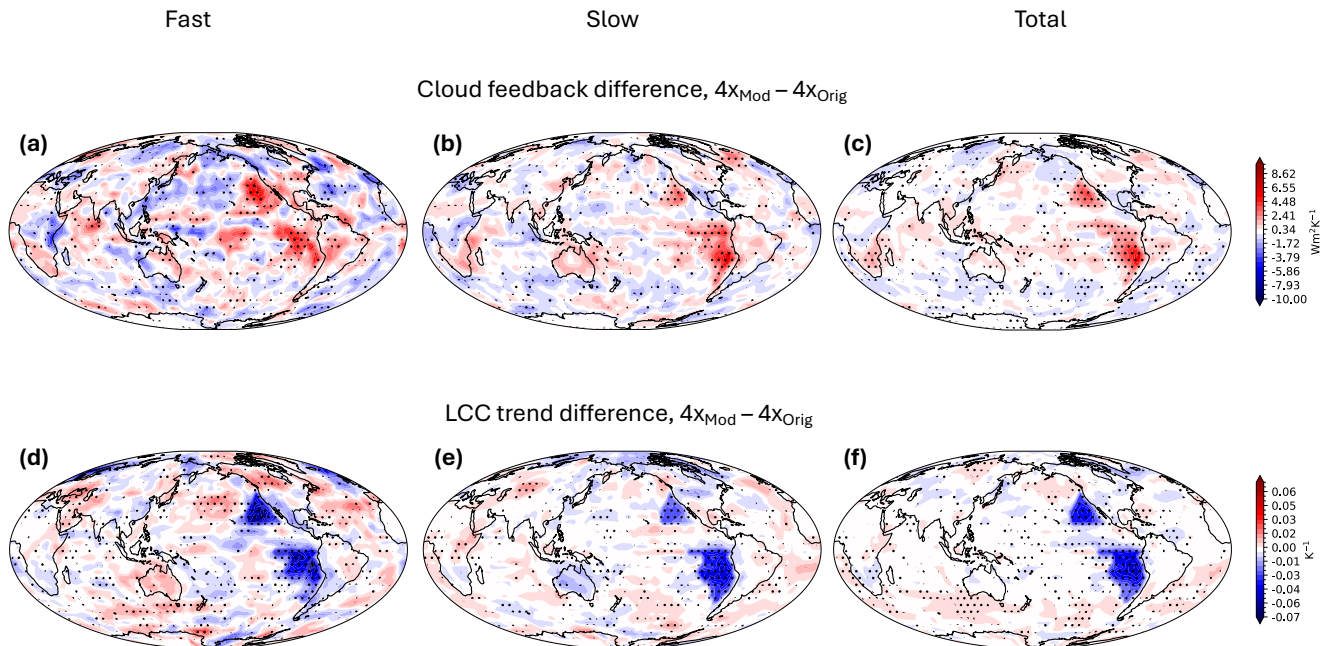 Fast Slow Total
Cloud feedback difference, 4xMod – 4xOrig
(a) (b) (c)
8.62
6.55
4.48
2.41
0.34
-1.72
-3.79
-5.86
-7.93
-10.00
Wm²K⁻¹
LCC trend difference, 4xMod – 4xOrig
(d) (e) (f)
0.06
0.05
0.03
0.02
0.00
-0.01
-0.03
-0.04
-0.06
-0.07
K⁻¹